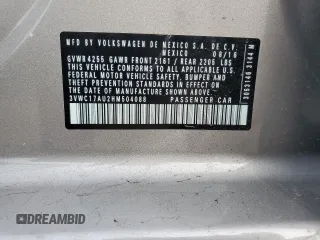 MFD. BY VOLKSWAGEN DE MEXICO S.A. DE C.V.
MEXICO 08/16
GVWR 4255 GAWR FRONT 2161 / REAR 2205 LBS
THIS VEHICLE CONFORMS TO ALL APPLICABLE
FEDERAL MOTOR VEHICLE SAFETY, BUMPER AND
THEFT PREVENTION STANDARDS
IN EFFECT ON THE DATE OF
MANUFACTURE SHOWN ABOVE.
3VWC17AU2HM504088 PASSENGER CAR
DREAMBID